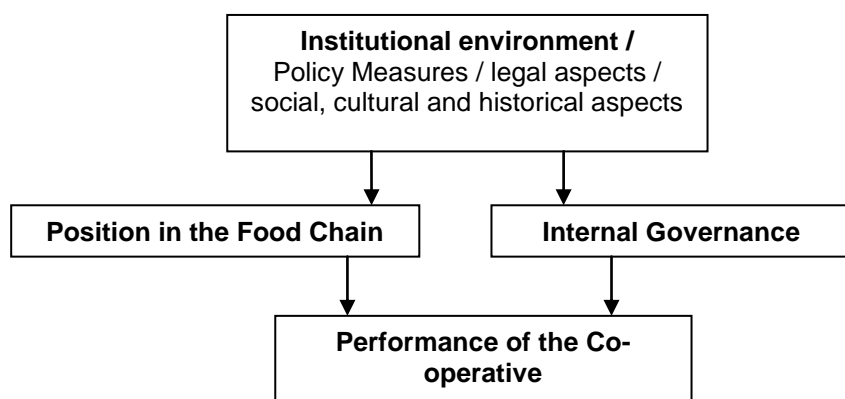 Institutional environment /
Policy Measures / legal aspects /
social, cultural and historical aspects
Position in the Food Chain
Internal Governance
Performance of the Co-
operative